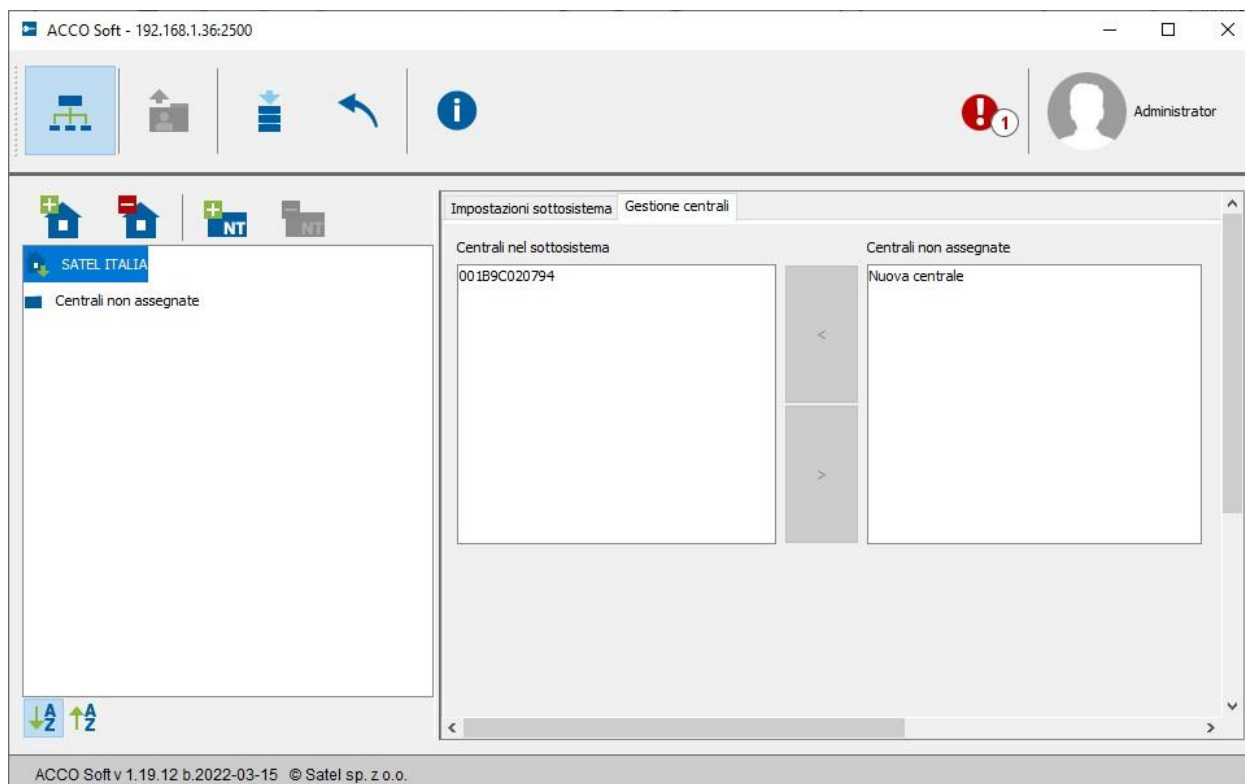 ACCO Soft - 192.168.1.36:2500
1
Administrator
NT
NT
SATEL ITALIA
Centrali non assegnate
Impostazioni sottosistema
Gestione centrali
Centrali nel sottosistema
Centrali non assegnate
001B9C020794
Nuova centrale
<
>
A
Z
A
Z
ACCO Soft v 1.19.12 b.2022-03-15 © Satel sp. z o.o.